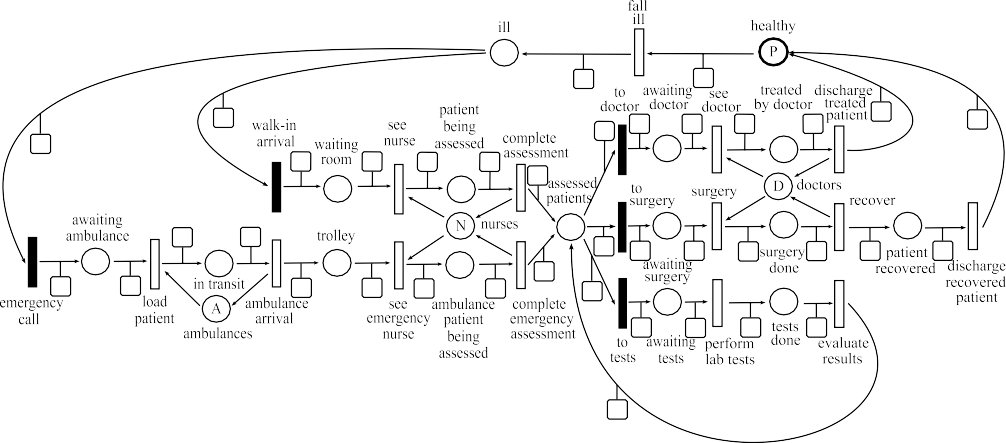 fall
ill
ill
healthy
P
to
doctor
awaiting
doctor
see
doctor
treated
by doctor
discharge
treated
patient
walk-in
arrival
waiting
room
see
nurse
patient
being
assessed
complete
assessment
assessed
patients
D
doctors
N
nurses
to
surgery
surgery
recover
awaiting
ambulance
trolley
awaiting
surgery
surgery
done
patient
recovered
discharge
recovered
patient
emergency
call
load
patient
in transit
A
ambulances
ambulance
arrival
see
emergency
nurse
ambulance
patient
being
assessed
complete
emergency
assessment
to
tests
awaiting
tests
perform
lab tests
tests
done
evaluate
results